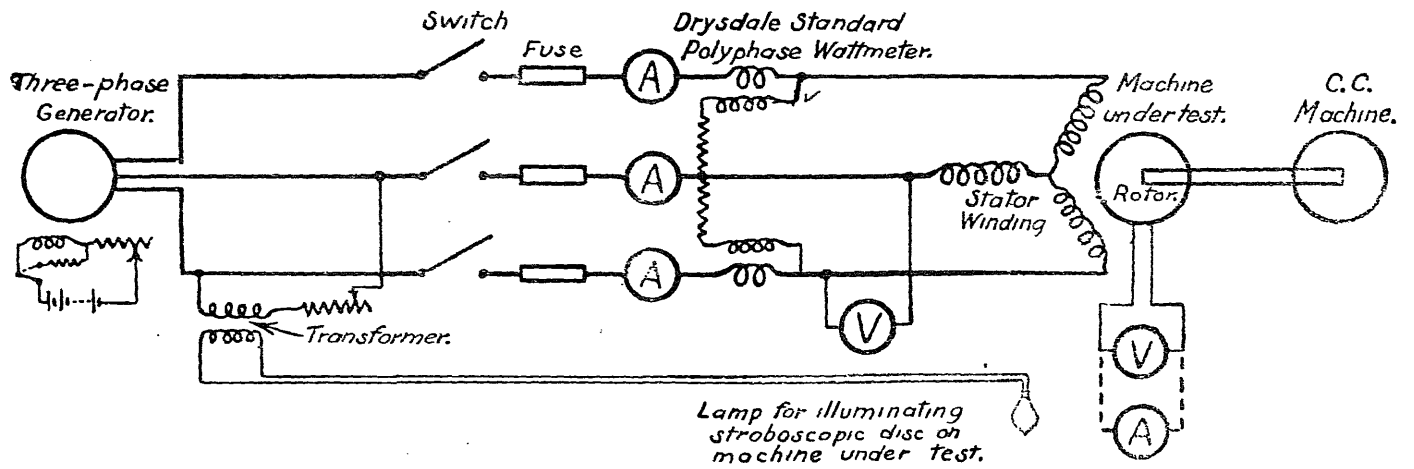 Switch
Fuse
Drysdale Standard
Polyphase Wattmeter.
Three-phase
Generator.
A
A
A
Machine
under test.
C.C.
Machine.
Rotor.
Stator
Winding
V
V
A
Transformer.
Lamp for illuminating
stroboscopic disc on
machine under test.